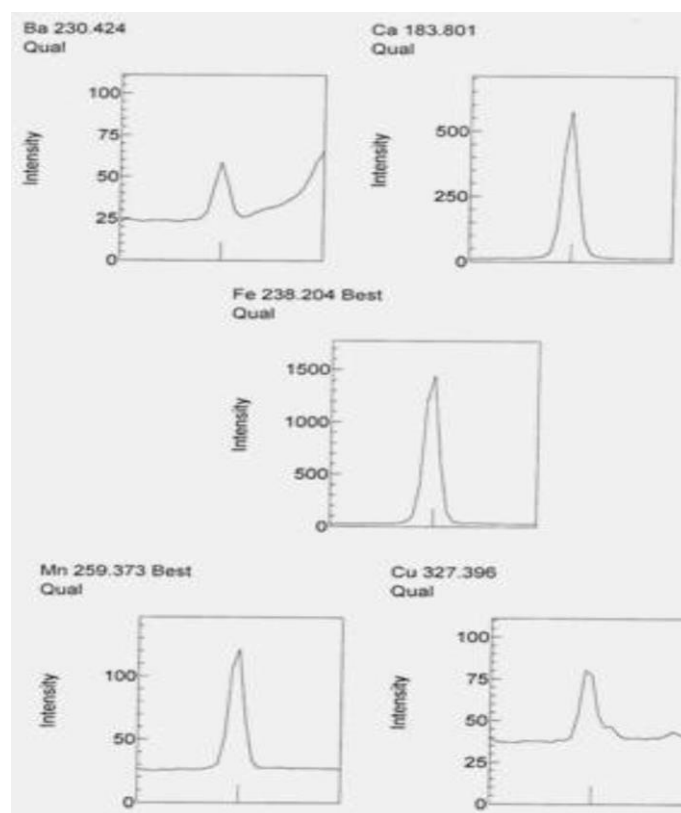 Ba 230.424
Qual
100
75
50
25
0
Intensity
Ca 183.801
Qual
500
250
0
Intensity
Fe 238.204 Best
Qual
1500
1000
500
0
Intensity
Mn 259.373 Best
Qual
100
50
0
Intensity
Cu 327.396
Qual
100
75
50
25
0
Intensity